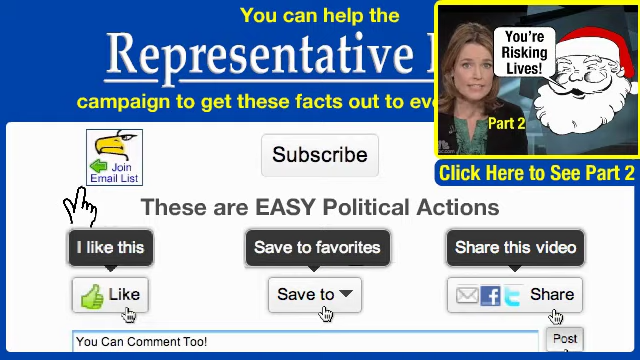 You can help the
Representative
campaign to get these facts out to eve
You're
Risking
Lives!
Part 2
Click Here to See Part 2
Join
Email List
Subscribe
These are EASY Political Actions
I like this
Save to favorites
Share this video
Like
Save to
Share
You Can Comment Too!
Post